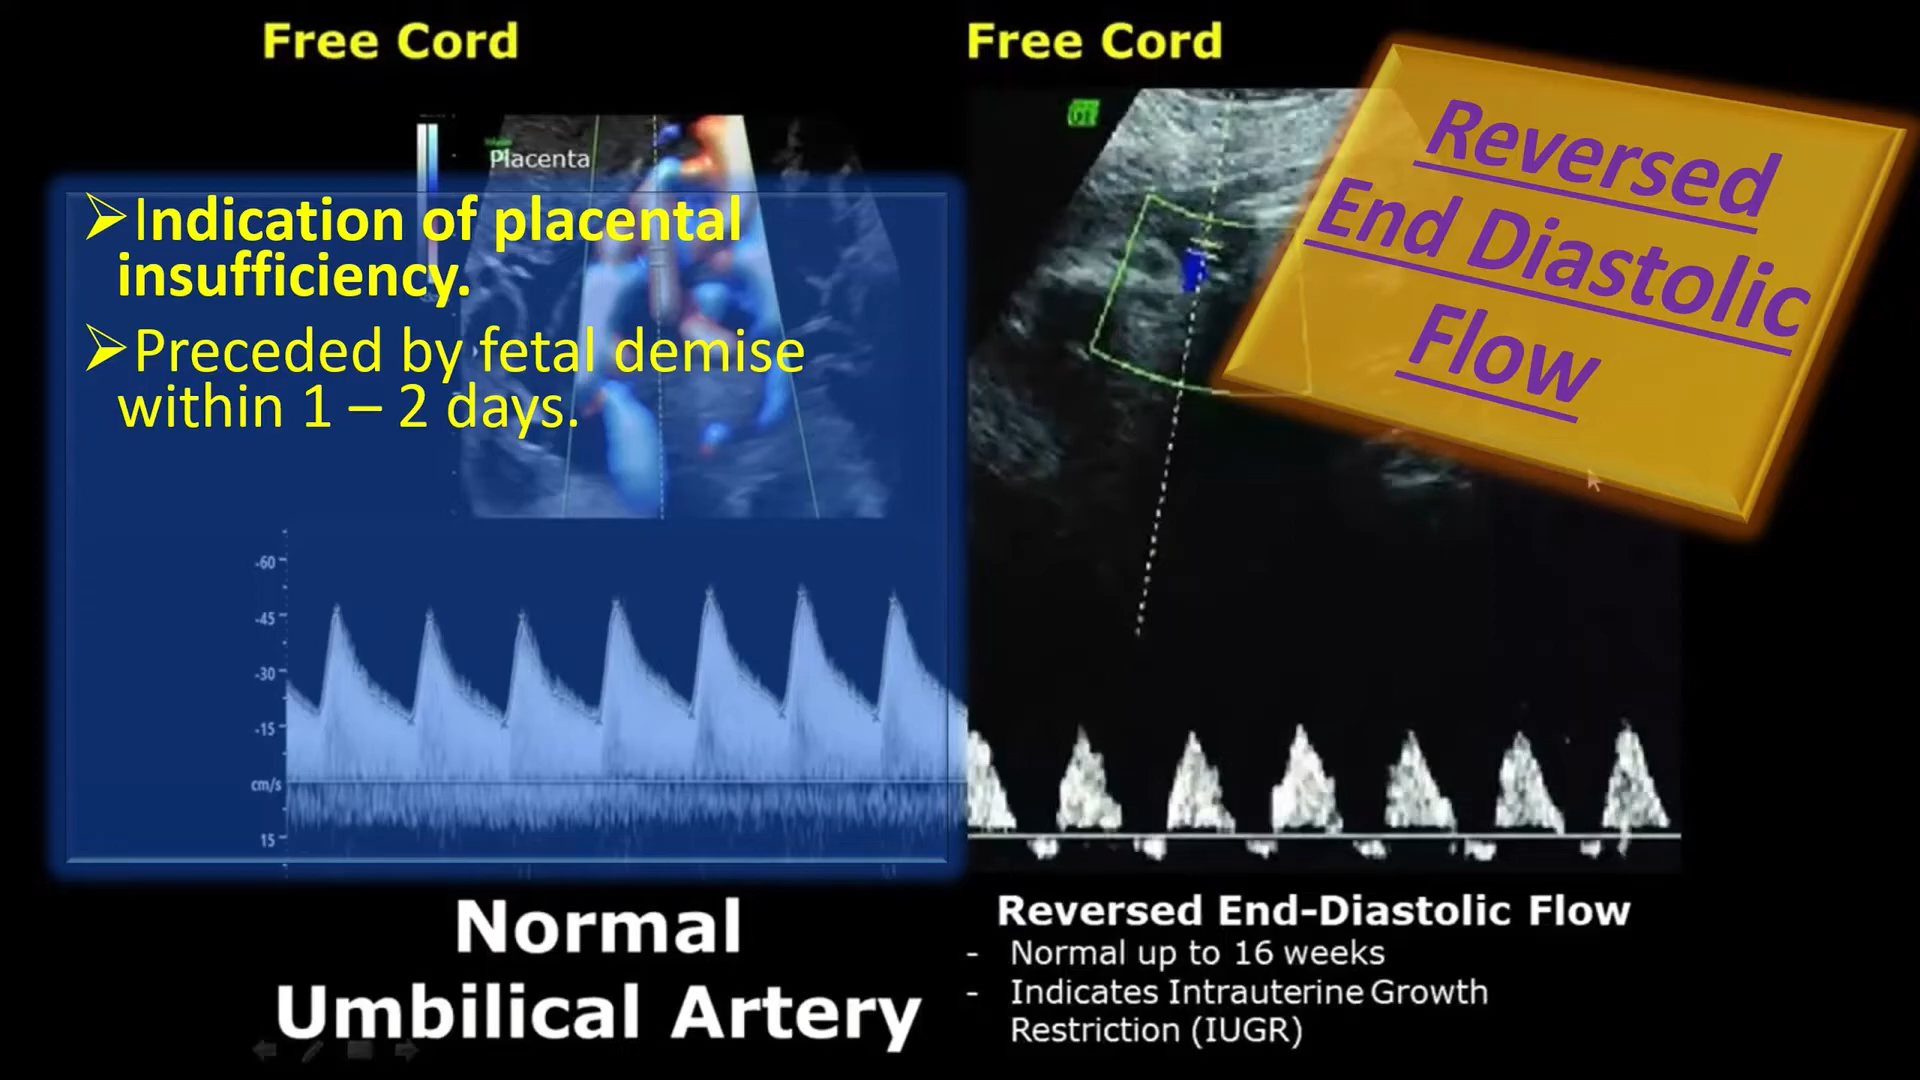 Free Cord
Placenta
➢Indication of placental
insufficiency.
➢Preceded by fetal demise
within 1 – 2 days.
-60
-45
-30
-15
cm/s
15
Normal
Umbilical Artery
Free Cord
Reversed
End Diastolic
Flow
Reversed End-Diastolic Flow
- Normal up to 16 weeks
- Indicates Intrauterine Growth
Restriction (IUGR)